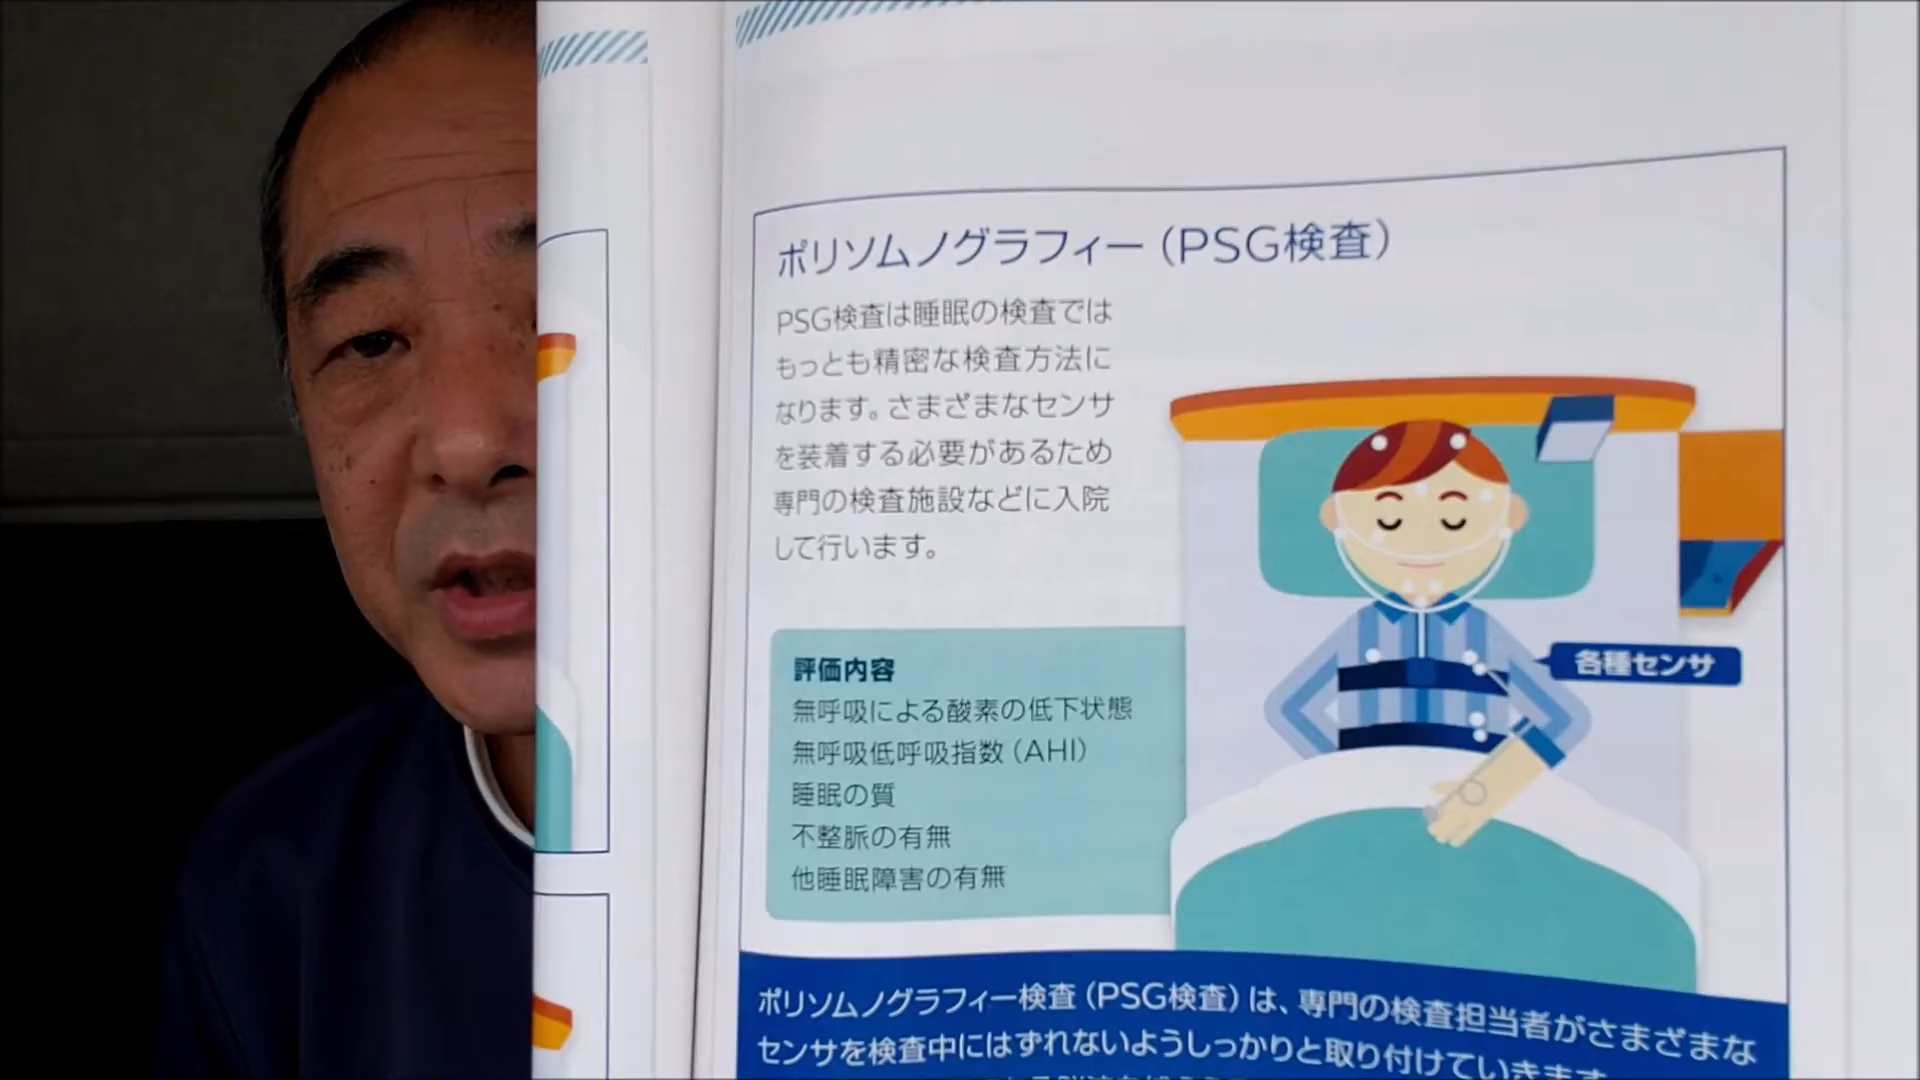 ポリソムノグラフィー（PSG検査）
PSG検査は睡眠の検査では
もっとも精密な検査方法に
なります。さまざまなセンサ
を装着する必要があるため
専門の検査施設などに入院
して行います。
各種センサ
評価内容
無呼吸による酸素の低下状態
無呼吸低呼吸指数（AHI）
睡眠の質
不整脈の有無
他睡眠障害の有無
ポリソムノグラフィー検査（PSG検査）は、専門の検査担当者がさまざまな
センサを検査中にはずれないようしっかりと取り付けていきます。